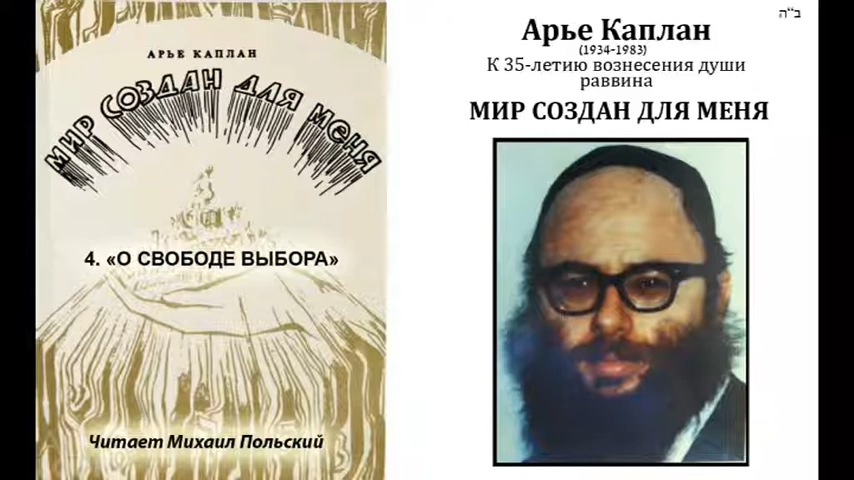 АРЬЕ КАПЛАН
МИР СОЗДАН ДЛЯ МЕНЯ
4. «О СВОБОДЕ ВЫБОРА»
Читает Михаил Польский
ב“ה
Арье Каплан
(1934-1983)
К 35-летию вознесения души
раввина
МИР СОЗДАН ДЛЯ МЕНЯ